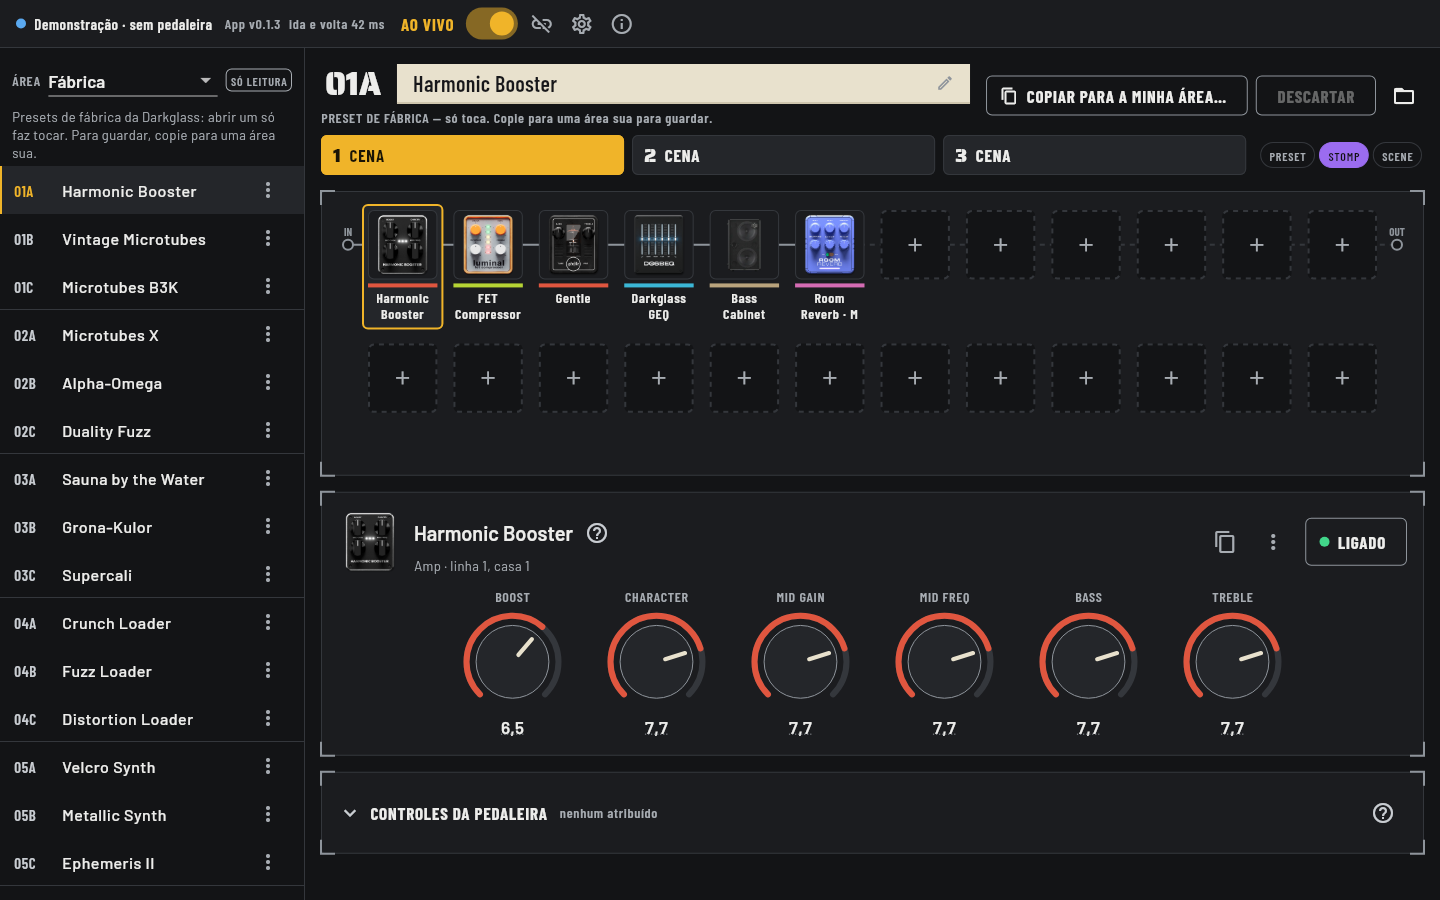 Demonstração · sem pedaleira App v0.1.3 Ida e volta 42 ms AO VIVO
ÁREA Fábrica SÓ LEITURA
Presets de fábrica da Darkglass: abrir um só
faz tocar. Para guardar, copie para uma área
sua.
01A Harmonic Booster
01B Vintage Microtubes
01C Microtubes B3K
02A Microtubes X
02B Alpha-Omega
02C Duality Fuzz
03A Sauna by the Water
03B Grona-Kulor
03C Supercali
04A Crunch Loader
04B Fuzz Loader
04C Distortion Loader
05A Velcro Synth
05B Metallic Synth
05C Ephemeris II
01A Harmonic Booster COPIAR PARA A MINHA ÁREA... DESCARTAR
PRESET DE FÁBRICA — só toca. Copie para uma área sua para guardar.
1 CENA 2 CENA 3 CENA PRESET STOMP SCENE
IN OUT
luminal
ROOM
Harmonic
Booster
FET
Compressor
Gentle
Darkglass
GEQ
Bass
Cabinet
Room
Reverb · M
Harmonic Booster
Amp · linha 1, casa 1
LIGADO
BOOST CHARACTER MID GAIN MID FREQ BASS TREBLE
6,5 7,7 7,7 7,7 7,7 7,7
CONTROLES DA PEDALEIRA nenhum atribuído